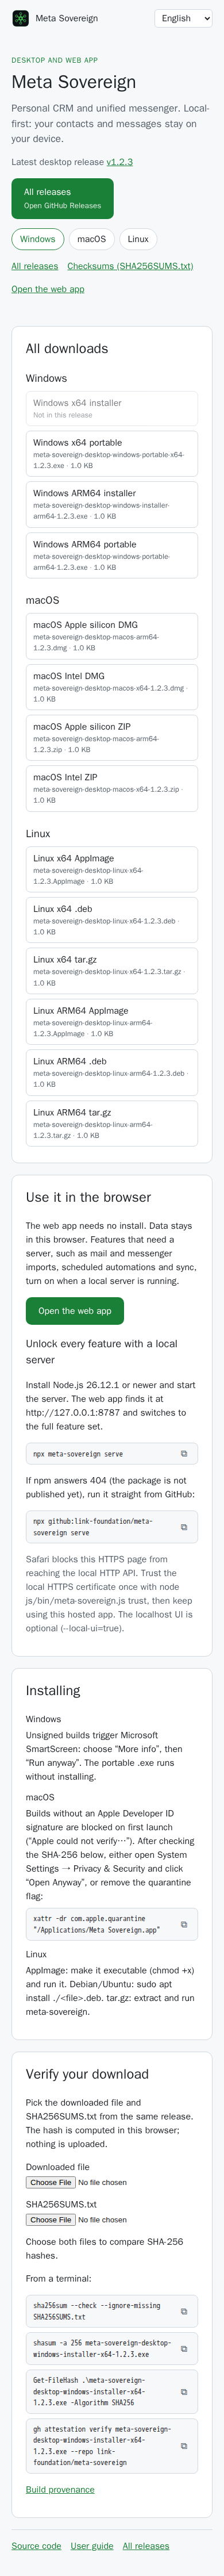 Meta Sovereign
English
DESKTOP AND WEB APP
Meta Sovereign
Personal CRM and unified messenger. Local-
first: your contacts and messages stay on
your device.
Latest desktop release v1.2.3
All releases
Open GitHub Releases
Windows
macOS
Linux
All releases
Checksums (SHA256SUMS.txt)
Open the web app
All downloads
Windows
Windows x64 installer
Not in this release
Windows x64 portable
meta-sovereign-desktop-windows-portable-x64-
1.2.3.exe · 1.0 KB
Windows ARM64 installer
meta-sovereign-desktop-windows-installer-
arm64-1.2.3.exe · 1.0 KB
Windows ARM64 portable
meta-sovereign-desktop-windows-portable-
arm64-1.2.3.exe · 1.0 KB
macOS
macOS Apple silicon DMG
meta-sovereign-desktop-macos-arm64-
1.2.3.dmg · 1.0 KB
macOS Intel DMG
meta-sovereign-desktop-macos-x64-1.2.3.dmg ·
1.0 KB
macOS Apple silicon ZIP
meta-sovereign-desktop-macos-arm64-
1.2.3.zip · 1.0 KB
macOS Intel ZIP
meta-sovereign-desktop-macos-x64-1.2.3.zip ·
1.0 KB
Linux
Linux x64 AppImage
meta-sovereign-desktop-linux-x64-
1.2.3.AppImage · 1.0 KB
Linux x64 .deb
meta-sovereign-desktop-linux-x64-1.2.3.deb ·
1.0 KB
Linux x64 tar.gz
meta-sovereign-desktop-linux-x64-1.2.3.tar.gz ·
1.0 KB
Linux ARM64 AppImage
meta-sovereign-desktop-linux-arm64-
1.2.3.AppImage · 1.0 KB
Linux ARM64 .deb
meta-sovereign-desktop-linux-arm64-1.2.3.deb ·
1.0 KB
Linux ARM64 tar.gz
meta-sovereign-desktop-linux-arm64-
1.2.3.tar.gz · 1.0 KB
Use it in the browser
The web app needs no install. Data stays
in this browser. Features that need a
server, such as mail and messenger
imports, scheduled automations and sync,
turn on when a local server is running.
Open the web app
Unlock every feature with a local
server
Install Node.js 26.12.1 or newer and start
the server. The web app finds it at
http://127.0.0.1:8787 and switches to
the full feature set.
npx meta-sovereign serve
If npm answers 404 (the package is not
published yet), run it straight from GitHub:
npx github:link-foundation/meta-
sovereign serve
Safari blocks this HTTPS page from
reaching the local HTTP API. Trust the
local HTTPS certificate once with node
js/bin/meta-sovereign.js trust, then keep
using this hosted app. The localhost UI is
optional (--local-ui=true).
Installing
Windows
Unsigned builds trigger Microsoft
SmartScreen: choose "More info", then
"Run anyway". The portable .exe runs
without installing.
macOS
Builds without an Apple Developer ID
signature are blocked on first launch
("Apple could not verify…"). After checking
the SHA-256 below, either open System
Settings → Privacy & Security and click
"Open Anyway", or remove the quarantine
flag:
xattr -dr com.apple.quarantine
"/Applications/Meta Sovereign.app"
Linux
AppImage: make it executable (chmod +x)
and run it. Debian/Ubuntu: sudo apt
install ./<file>.deb. tar.gz: extract and run
meta-sovereign.
Verify your download
Pick the downloaded file and
SHA256SUMS.txt from the same release.
The hash is computed in this browser;
nothing is uploaded.
Downloaded file
Choose File No file chosen
SHA256SUMS.txt
Choose File No file chosen
Choose both files to compare SHA-256
hashes.
From a terminal:
sha256sum --check --ignore-missing
SHA256SUMS.txt
shasum -a 256 meta-sovereign-desktop-
windows-installer-x64-1.2.3.exe
Get-FileHash .\meta-sovereign-
desktop-windows-installer-x64-
1.2.3.exe -Algorithm SHA256
gh attestation verify meta-sovereign-
desktop-windows-installer-x64-
1.2.3.exe --repo link-
foundation/meta-sovereign
Build provenance
Source code
User guide
All releases